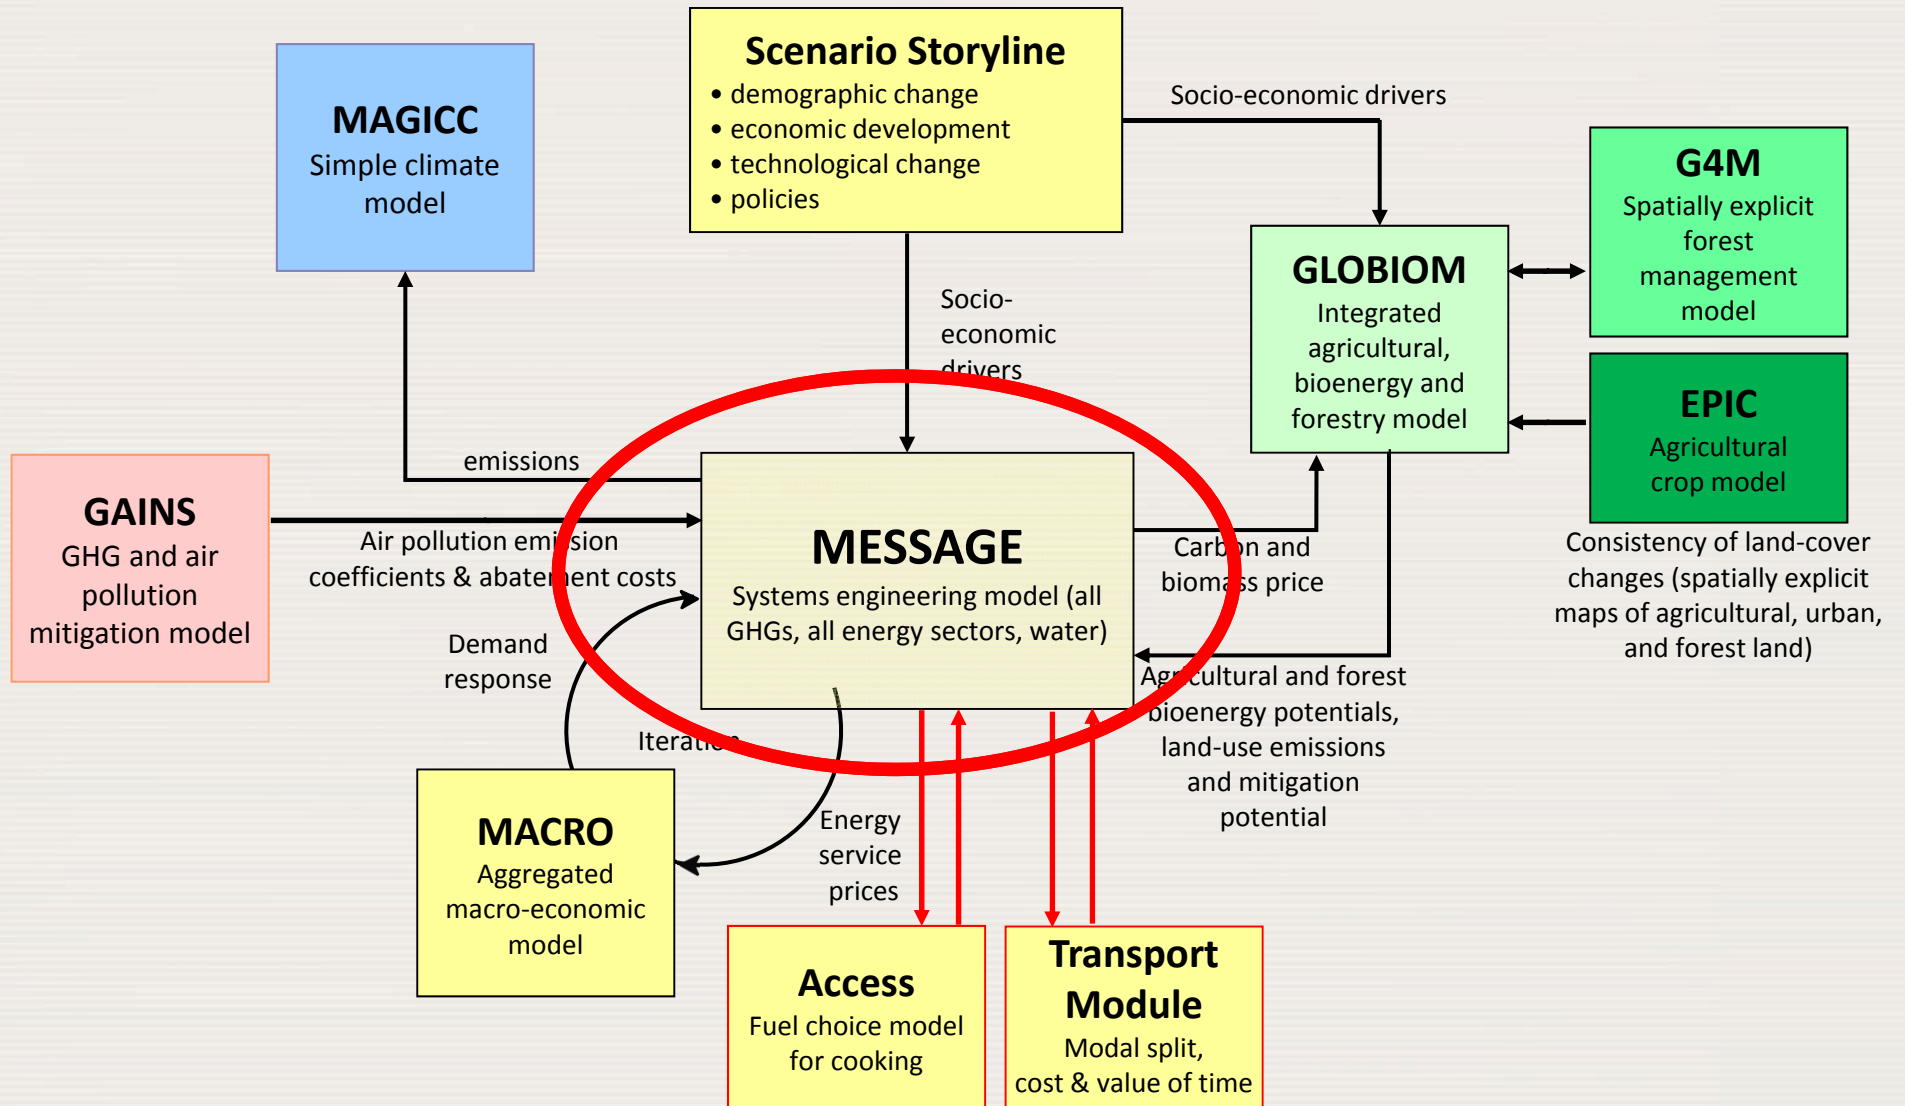 Scenario Storyline
• demographic change
• economic development
• technological change
• policies
MAGICC
Simple climate
model
Socio-economic drivers
G4M
Spatially explicit
forest
management
model
Socio-
economic
drivers
GLOBIOM
Integrated
agricultural,
bioenergy and
forestry model
EPIC
Agricultural
crop model
Consistency of land-cover
changes (spatially explicit
maps of agricultural, urban,
and forest land)
emissions
GAINS
GHG and air
pollution
mitigation model
Air pollution emission
coefficients & abatement costs
MESSAGE
Systems engineering model (all
GHGs, all energy sectors, water)
Carbon and
biomass price
Demand
response
Iteration
Agricultural and forest
bioenergy potentials,
land-use emissions
and mitigation
potential
MACRO
Aggregated
macro-economic
model
Energy
service
prices
Access
Fuel choice model
for cooking
Transport
Module
Modal split,
cost & value of time